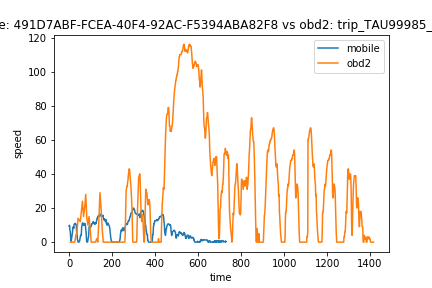 e: 491D7ABF-FCEA-40F4-92AC-F5394ABA82F8 vs obd2: trip_TAU99985_
mobile
obd2
120
100
80
60
40
20
0
speed
0 200 400 600 800 1000 1200 1400
time